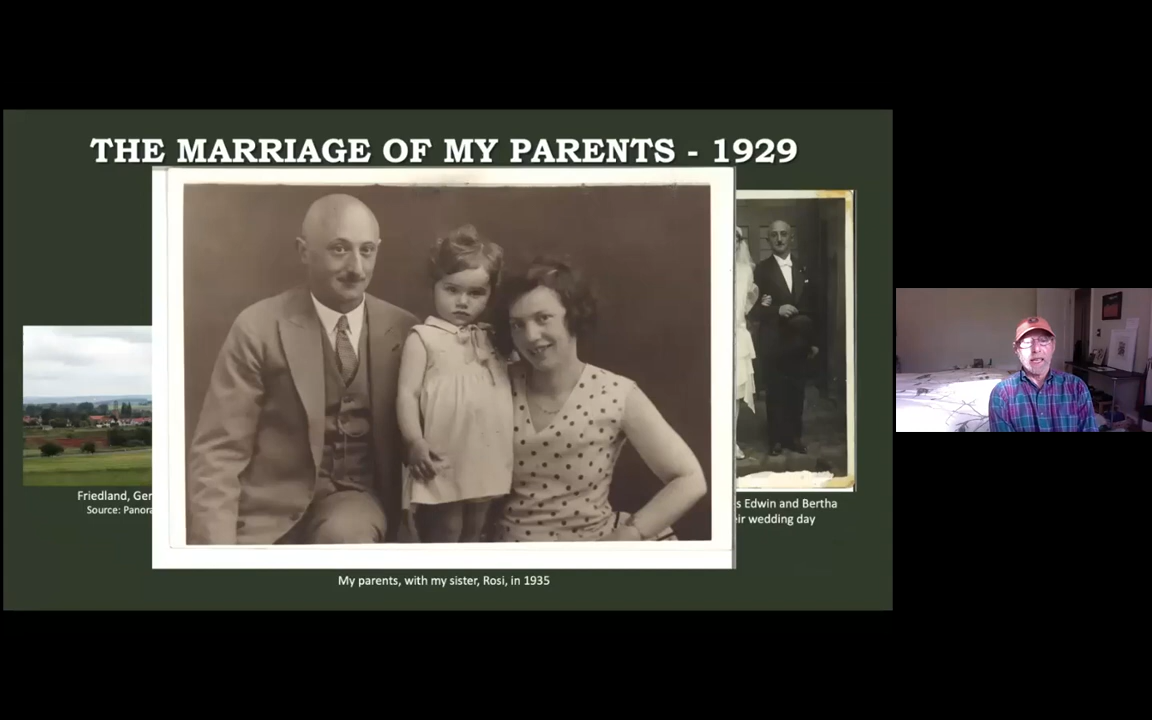 THE MARRIAGE OF MY PARENTS - 1929
Friedland, Ger
Source: Panora
s Edwin and Bertha
eir wedding day
My parents, with my sister, Rosi, in 1935